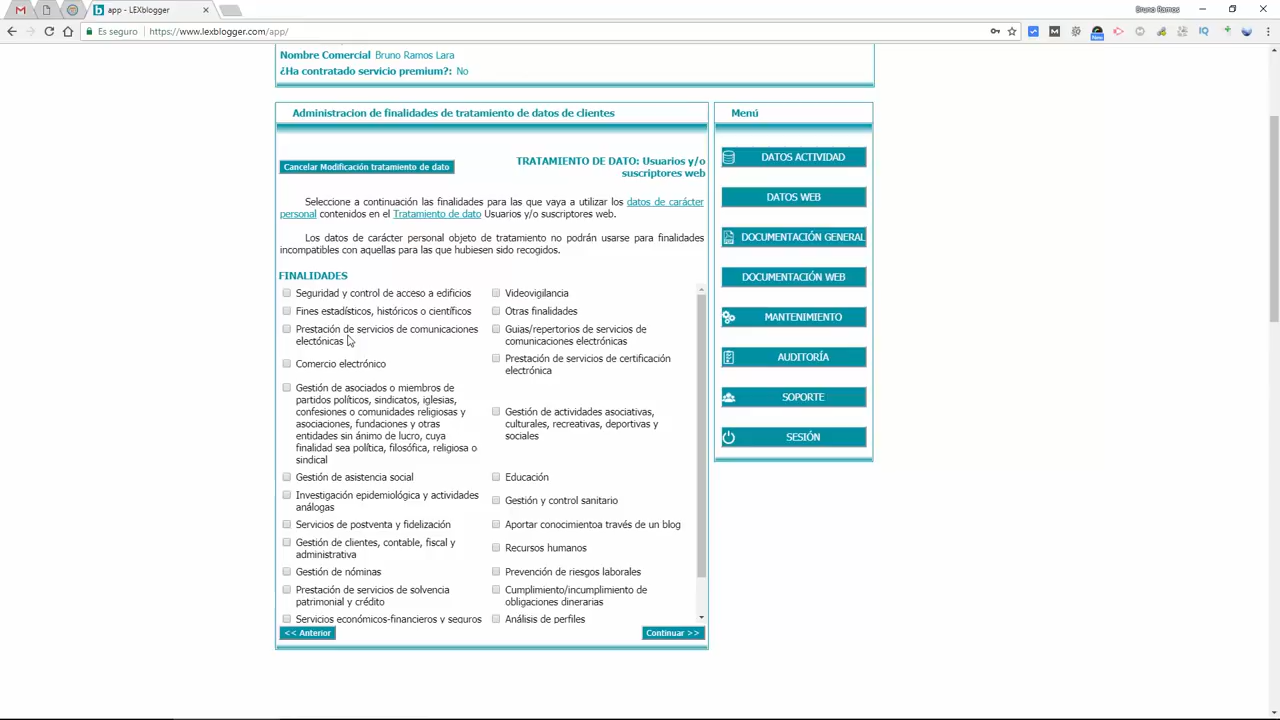 app - LEXblogger
Bruno Ramos
Es seguro
https://www.lexblogger.com/app/
Nombre Comercial Bruno Ramos Lara
¿Ha contratado servicio premium?: No
Administracion de finalidades de tratamiento de datos de clientes
Cancelar Modificación tratamiento de dato
TRATAMIENTO DE DATO: Usuarios y/o
suscriptores web
Seleccione a continuación las finalidades para las que vaya a utilizar los datos de carácter
personal contenidos en el Tratamiento de dato Usuarios y/o suscriptores web.
Los datos de carácter personal objeto de tratamiento no podrán usarse para finalidades
incompatibles con aquellas para las que hubiesen sido recogidos.
FINALIDADES
Seguridad y control de acceso a edificios
Videovigilancia
Fines estadísticos, históricos o científicos
Otras finalidades
Prestación de servicios de comunicaciones
electónicas
Guias/repertorios de servicios de
comunicaciones electrónicas
Comercio electrónico
Prestación de servicios de certificación
electrónica
Gestión de asociados o miembros de
partidos políticos, sindicatos, iglesias,
confesiones o comunidades religiosas y
asociaciones, fundaciones y otras
entidades sin ánimo de lucro, cuya
finalidad sea política, filosófica, religiosa o
sindical
Gestión de actividades asociativas,
culturales, recreativas, deportivas y
sociales
Gestión de asistencia social
Educación
Investigación epidemiológica y actividades
análogas
Gestión y control sanitario
Servicios de postventa y fidelización
Aportar conocimientoa través de un blog
Gestión de clientes, contable, fiscal y
administrativa
Recursos humanos
Gestión de nóminas
Prevención de riesgos laborales
Prestación de servicios de solvencia
patrimonial y crédito
Cumplimiento/incumplimiento de
obligaciones dinerarias
Servicios económicos-financieros y seguros
Análisis de perfiles
<< Anterior
Continuar >>
Menú
DATOS ACTIVIDAD
DATOS WEB
DOCUMENTACIÓN GENERAL
DOCUMENTACIÓN WEB
MANTENIMIENTO
AUDITORÍA
SOPORTE
SESIÓN